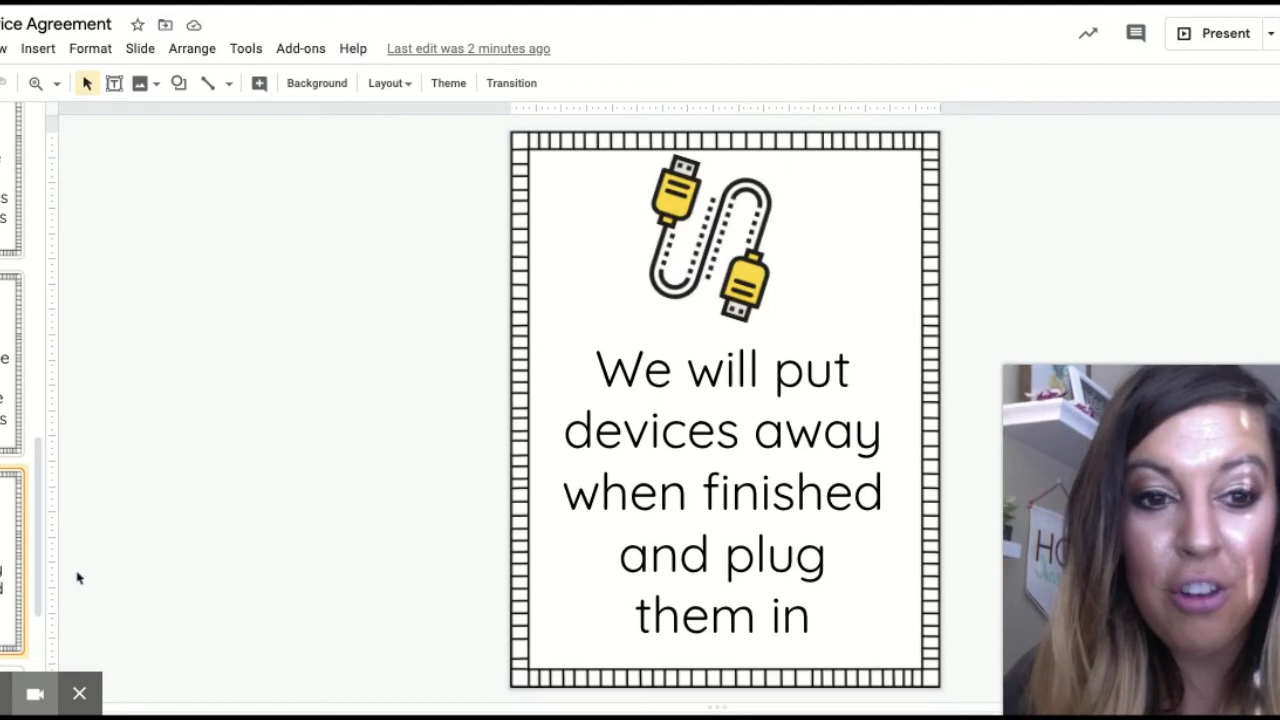 ice Agreement
w Insert Format Slide Arrange Tools Add-ons Help Last edit was 2 minutes ago
Present
Background Layout Theme Transition
We will put
devices away
when finished
and plug
them in
HO